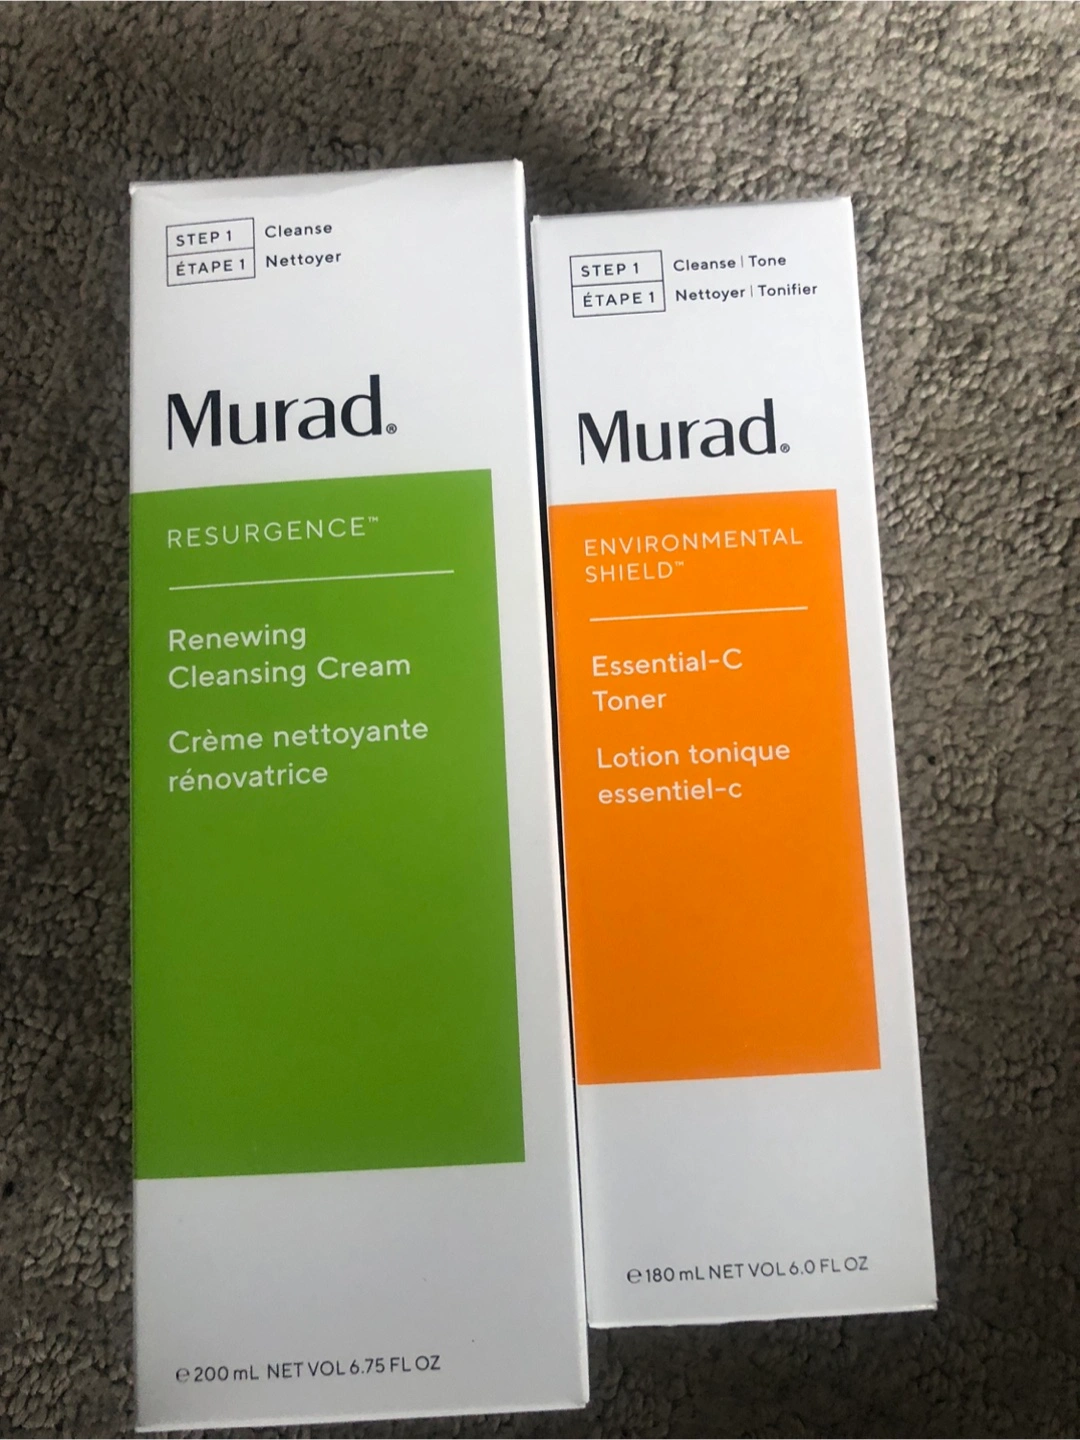 STEP 1 Cleanse
ÉTAPE 1 Nettoyer
Murad®
RESURGENCE™
Renewing
Cleansing Cream
Crème nettoyante
rénovatrice
℮ 200 mL NET VOL 6.75 FL OZ
STEP 1 Cleanse | Tone
ÉTAPE 1 Nettoyer | Tonifier
Murad®
ENVIRONMENTAL
SHIELD™
Essential-C
Toner
Lotion tonique
essentiel-c
℮ 180 mL NET VOL 6.0 FL OZ